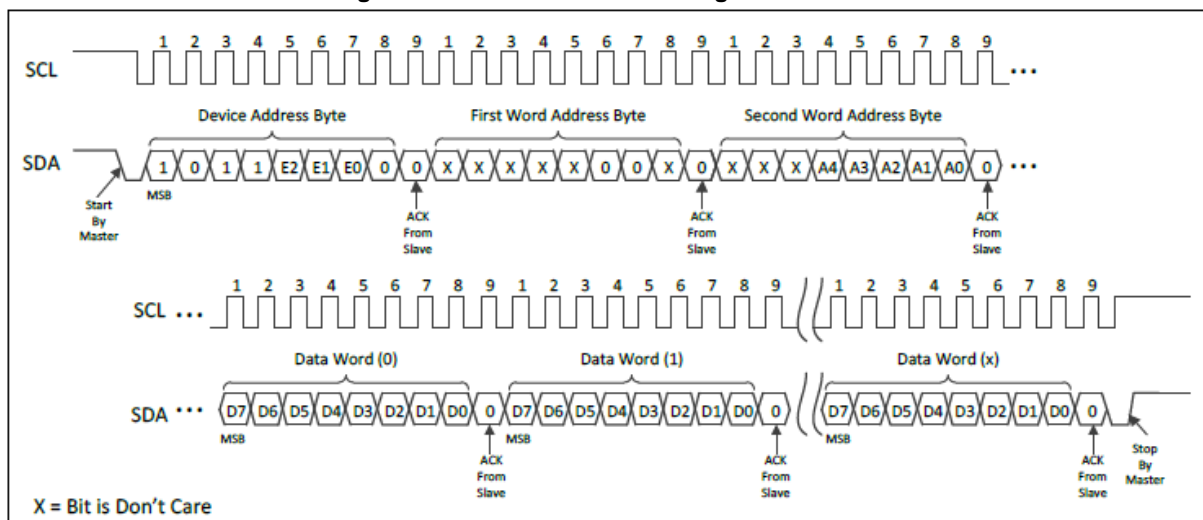 1 2 3 4 5 6 7 8 9 1 2 3 4 5 6 7 8 9 1 2 3 4 5 6 7 8 9
SCL ...
Device Address Byte First Word Address Byte Second Word Address Byte
SDA 1 0 1 1 E2 E1 E0 0 0 X X X X X 0 0 X 0 X X X A4 A3 A2 A1 A0 0 ...
MSB
Start
By
Master
ACK
From
Slave
ACK
From
Slave
ACK
From
Slave
1 2 3 4 5 6 7 8 9 1 2 3 4 5 6 7 8 9 1 2 3 4 5 6 7 8 9
SCL ...
Data Word (0) Data Word (1) Data Word (x)
SDA ... D7 D6 D5 D4 D3 D2 D1 D0 0 D7 D6 D5 D4 D3 D2 D1 D0 0 D7 D6 D5 D4 D3 D2 D1 D0 0
MSB MSB MSB
ACK
From
Slave
ACK
From
Slave
ACK
From
Slave
Stop
By
Master
X = Bit is Don't Care